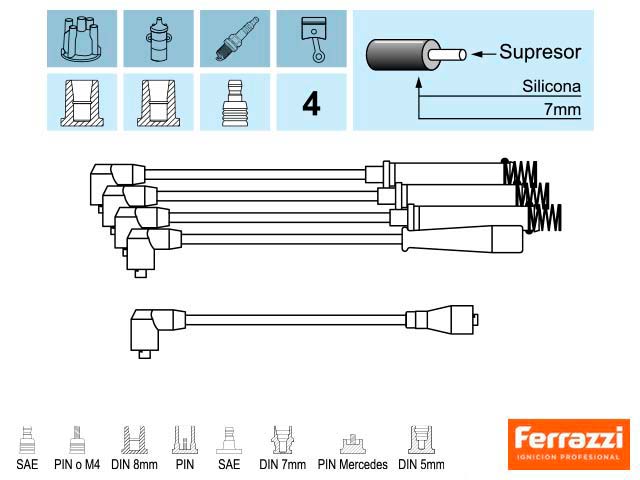 Supresor
Silicona
4
7mm
SAE PIN o M4 DIN 8mm PIN SAE DIN 7mm PIN Mercedes DIN 5mm
Ferrazzi
IGNICION PROFESIONAL